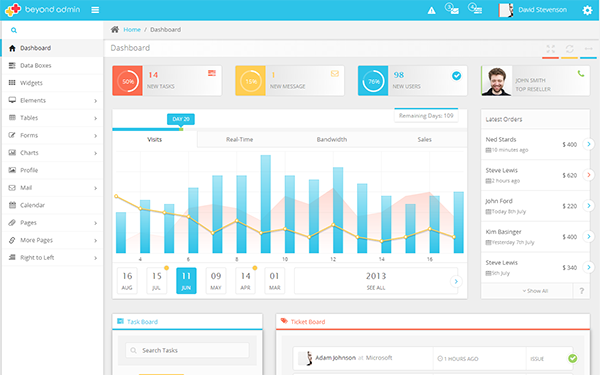 beyond admin
David Stevenson
Home / Dashboard
Dashboard
Dashboard
Data Boxes
Widgets
Elements
Tables
Forms
Charts
Profile
Mail
Calendar
Pages
More Pages
Right to Left
50%
14
NEW TASKS
1
NEW MESSAGE
76%
98
NEW USERS
JOHN SMITH
TOP RESELLER
DAY 20
Remaining Days: 109
Visits
Real-Time
Bandwidth
Sales
4 6 8 10 12 14 16
16 AUG
15 JUL
11 JUN
09 MAY
14 APR
01 MAR
2013
SEE ALL
Latest Orders
Ned Stards
10 minutes ago
$ 400
Steve Lewis
2 hours ago
$ 620
John Ford
Today 8th July
$ 220
Kim Basinger
Yesterday 7th July
$ 400
Steve Lewis
5th July
$ 340
+ Show All
?
Task Board
Search Tasks
Ticket Board
Adam Johnson at Microsoft
1 HOURS AGO
ISSUE